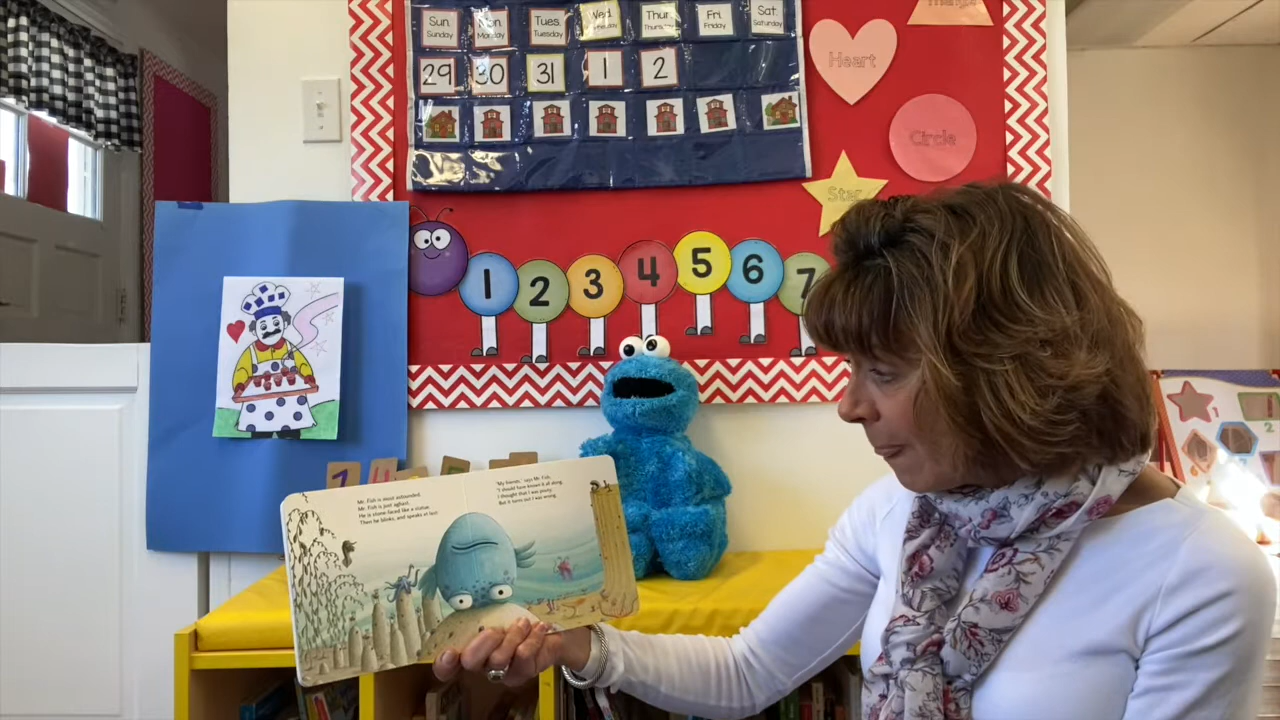 Sun. Mon. Tues. Wed. Thur. Fri. Sat.
Sunday Monday Tuesday Thursday Friday Saturday
29 30 31 1 2
Triangle
Heart
Circle
Star
1 2 3 4 5 6 7
Mr. Fish is most astounded.
Mr. Fish is just aghast.
He is stone-faced like a statue.
Then he blinks, and speaks at last.
"My friends," says Mr. Fish,
"I should have known it all along.
I thought that I was pouty,
But it turns out I was wrong.